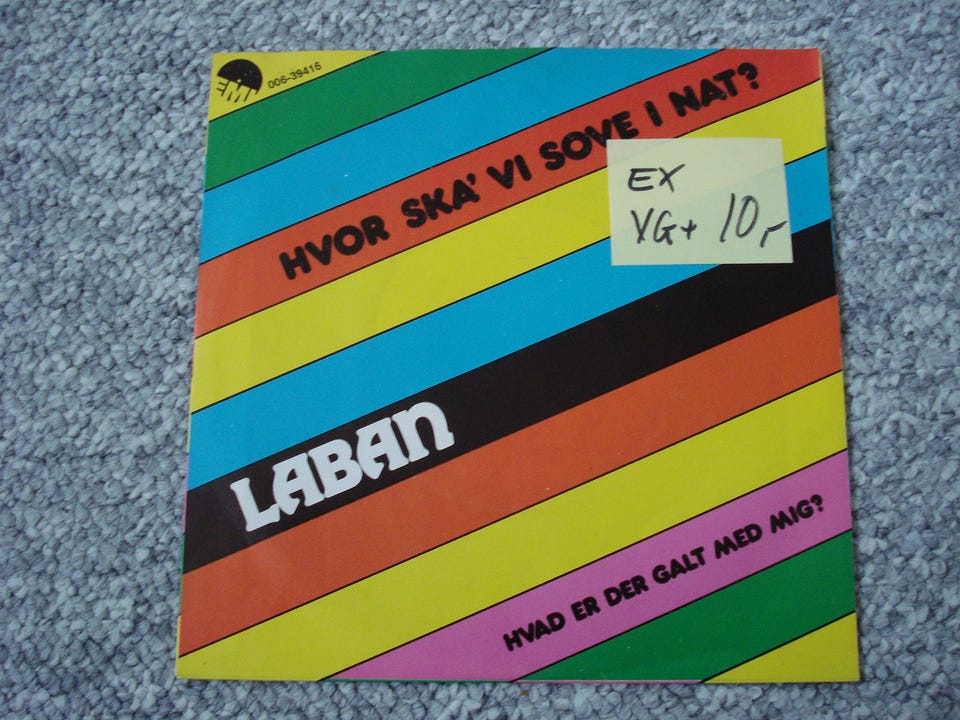 EMI
006-39416
HVOR SKA' VI SOVE I NAT?
EX
VG+ 10,-
LABAN
HVAD ER DER GALT MED MIG?